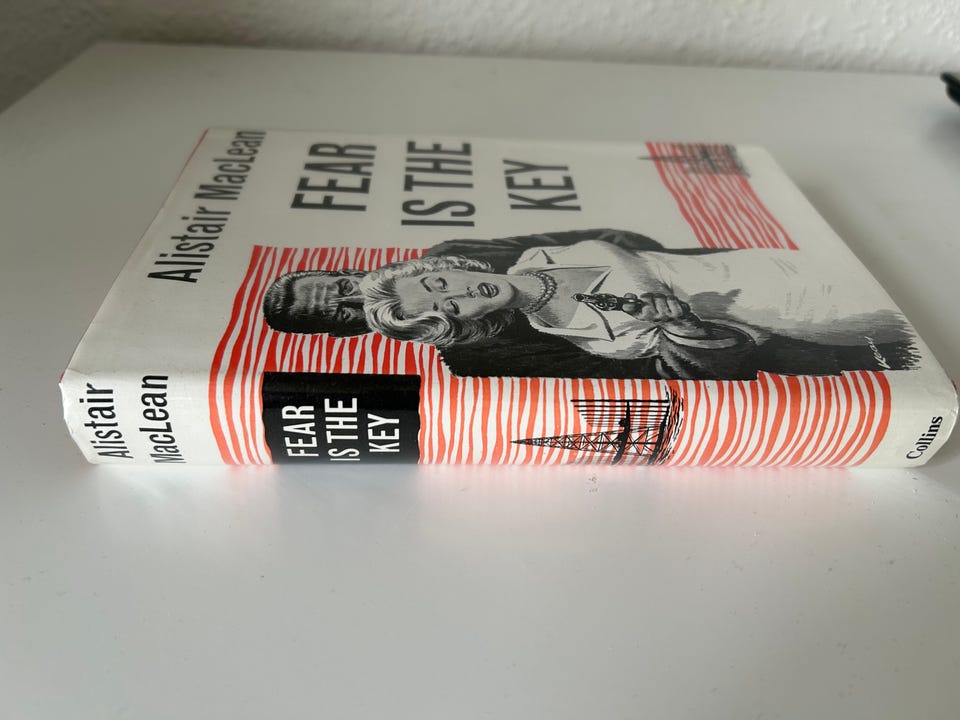 Alistair MacLean
FEAR
IS THE
KEY
Alistair
MacLean
FEAR
IS THE
KEY
Collins